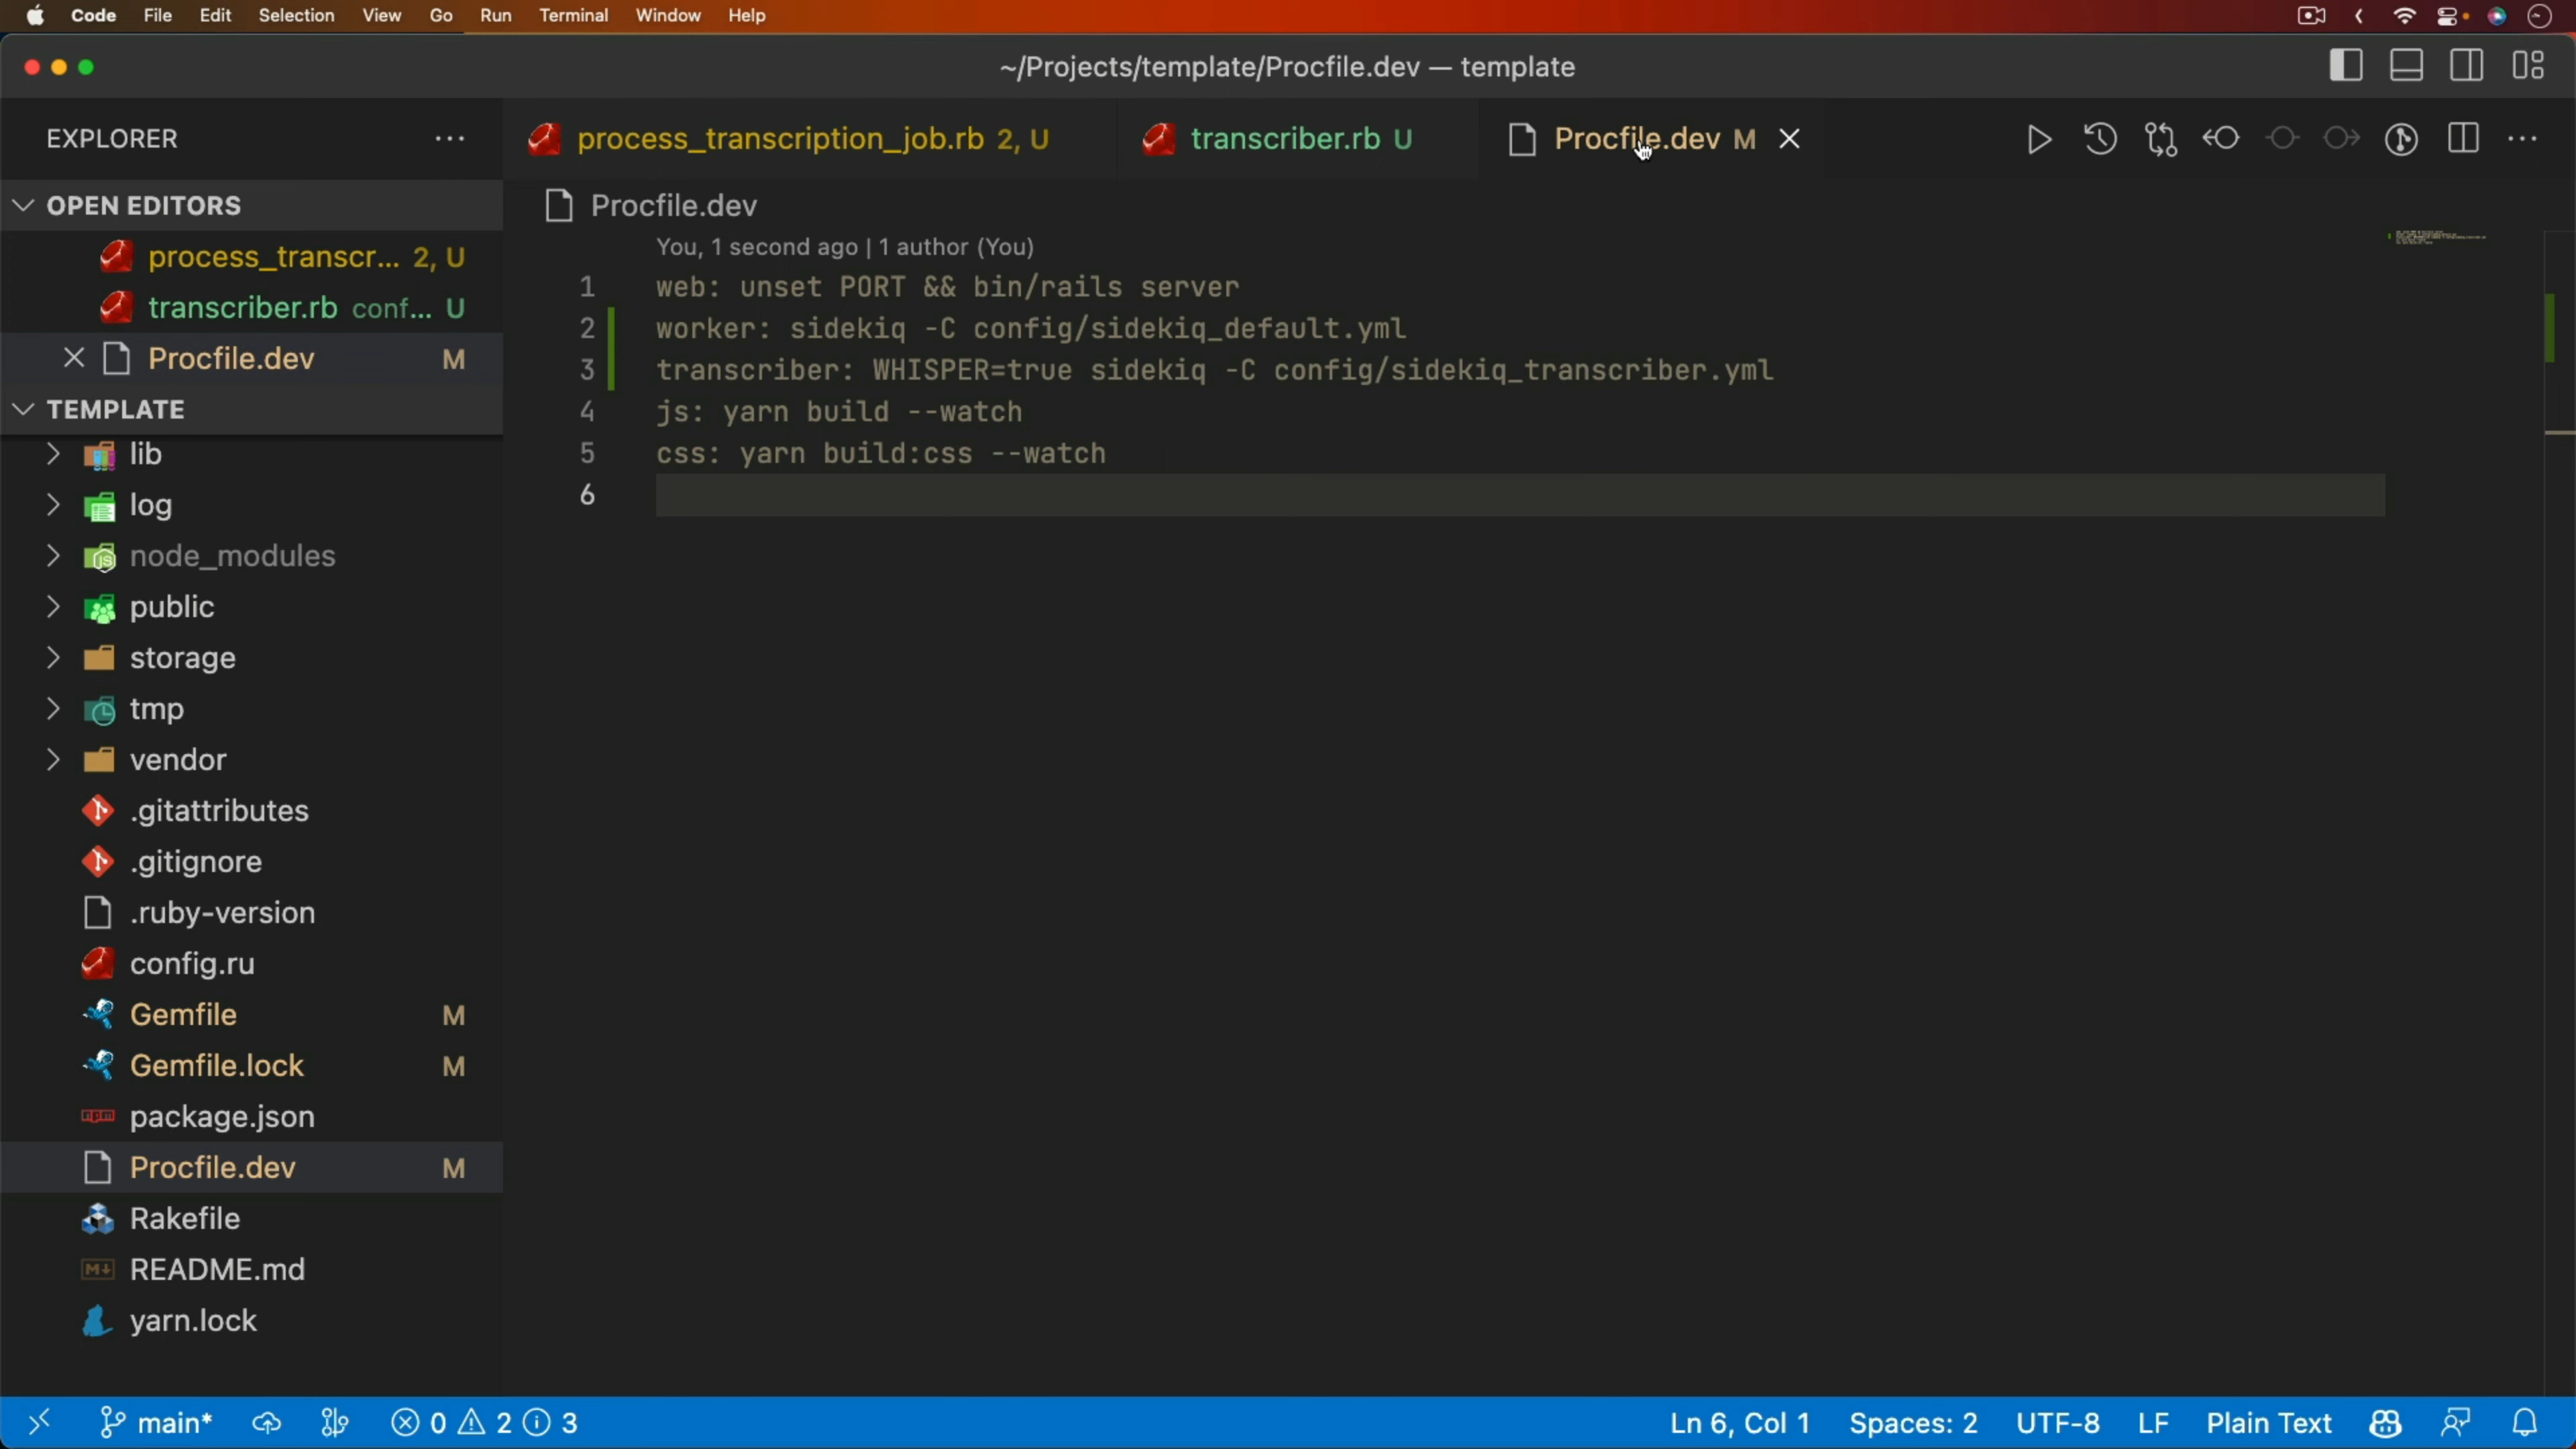 Code File Edit Selection View Go Run Terminal Window Help
~/Projects/template/Procfile.dev — template
EXPLORER
process_transcription_job.rb 2, U
transcriber.rb U
Procfile.dev M
OPEN EDITORS
process_transcr... 2, U
transcriber.rb conf... U
Procfile.dev M
TEMPLATE
lib
log
node_modules
public
storage
tmp
vendor
.gitattributes
.gitignore
.ruby-version
config.ru
Gemfile M
Gemfile.lock M
package.json
Procfile.dev M
Rakefile
README.md
yarn.lock
Procfile.dev
You, 1 second ago | 1 author (You)
1 web: unset PORT && bin/rails server
2 worker: sidekiq -C config/sidekiq_default.yml
3 transcriber: WHISPER=true sidekiq -C config/sidekiq_transcriber.yml
4 js: yarn build --watch
5 css: yarn build:css --watch
6
main* 0 2 3 Ln 6, Col 1 Spaces: 2 UTF-8 LF Plain Text